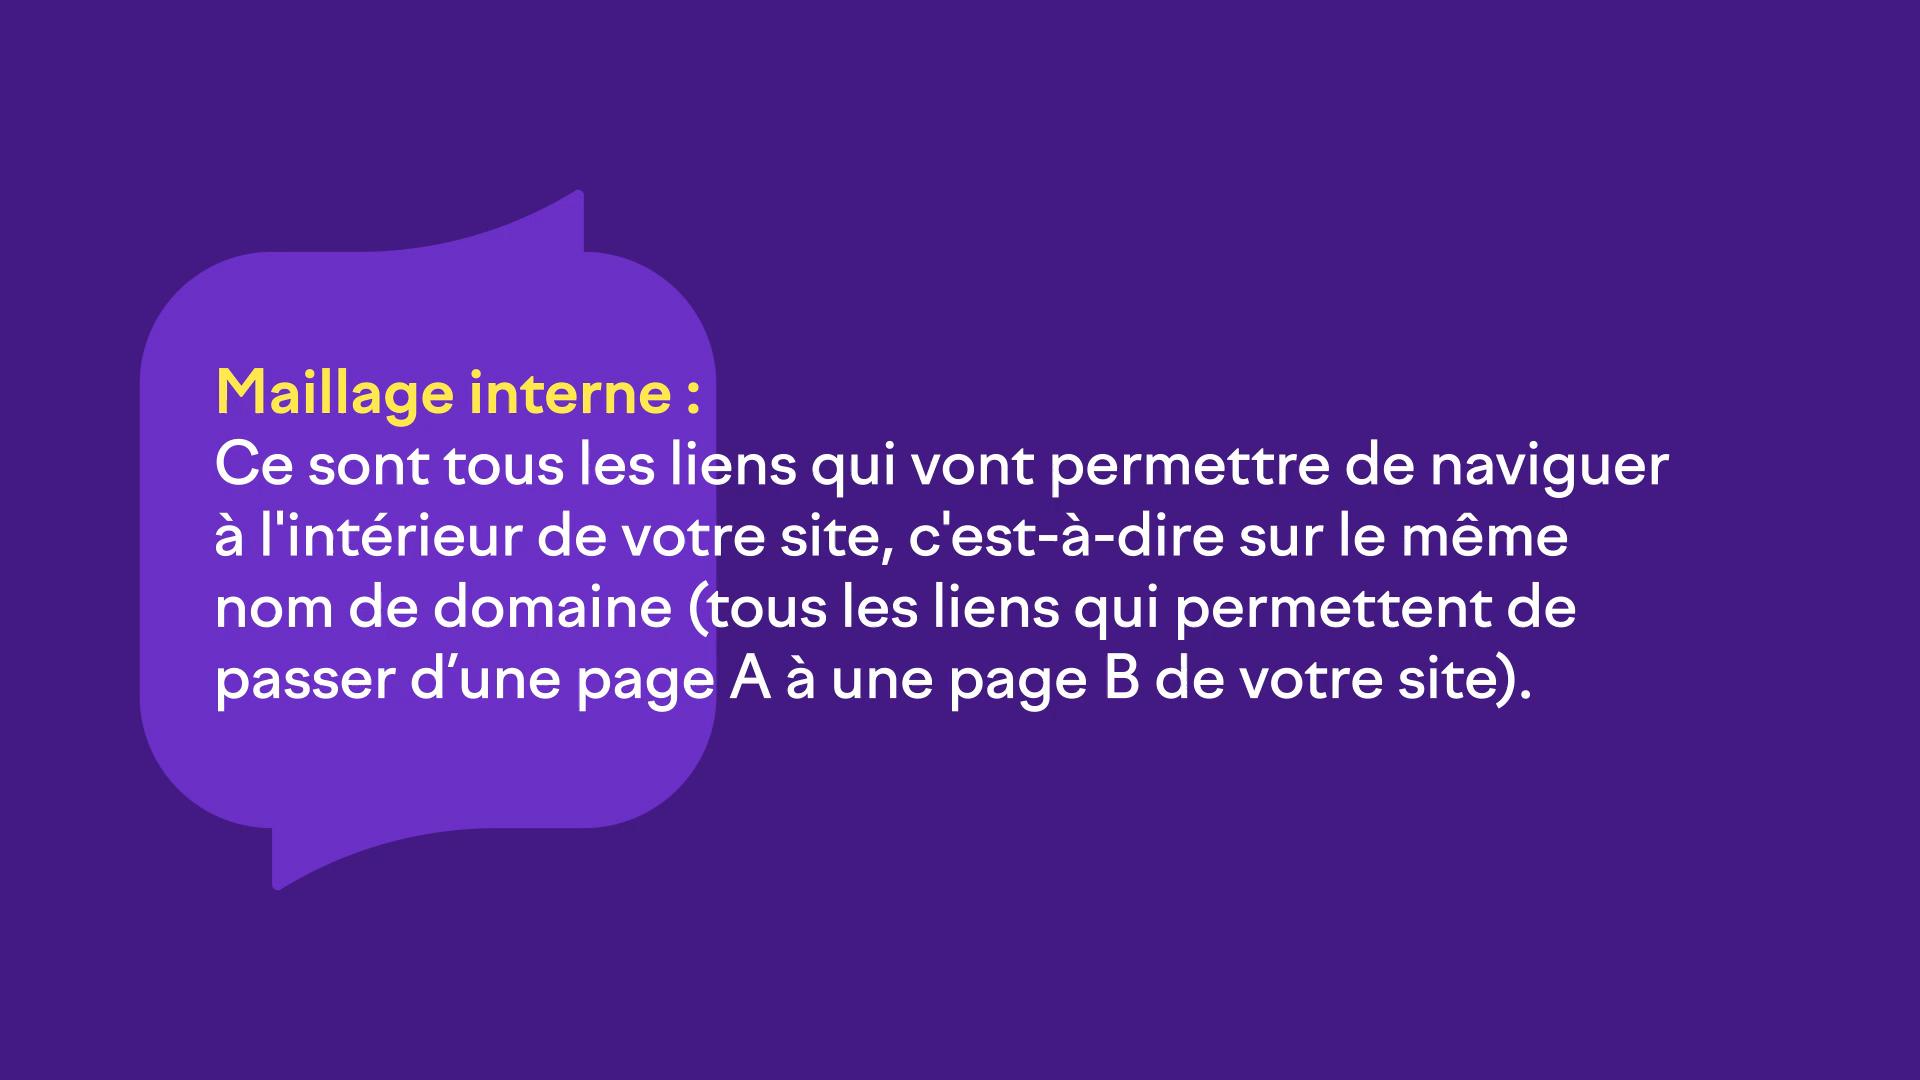 Maillage interne :
Ce sont tous les liens qui vont permettre de naviguer
à l'intérieur de votre site, c'est-à-dire sur le même
nom de domaine (tous les liens qui permettent de
passer d’une page A à une page B de votre site).